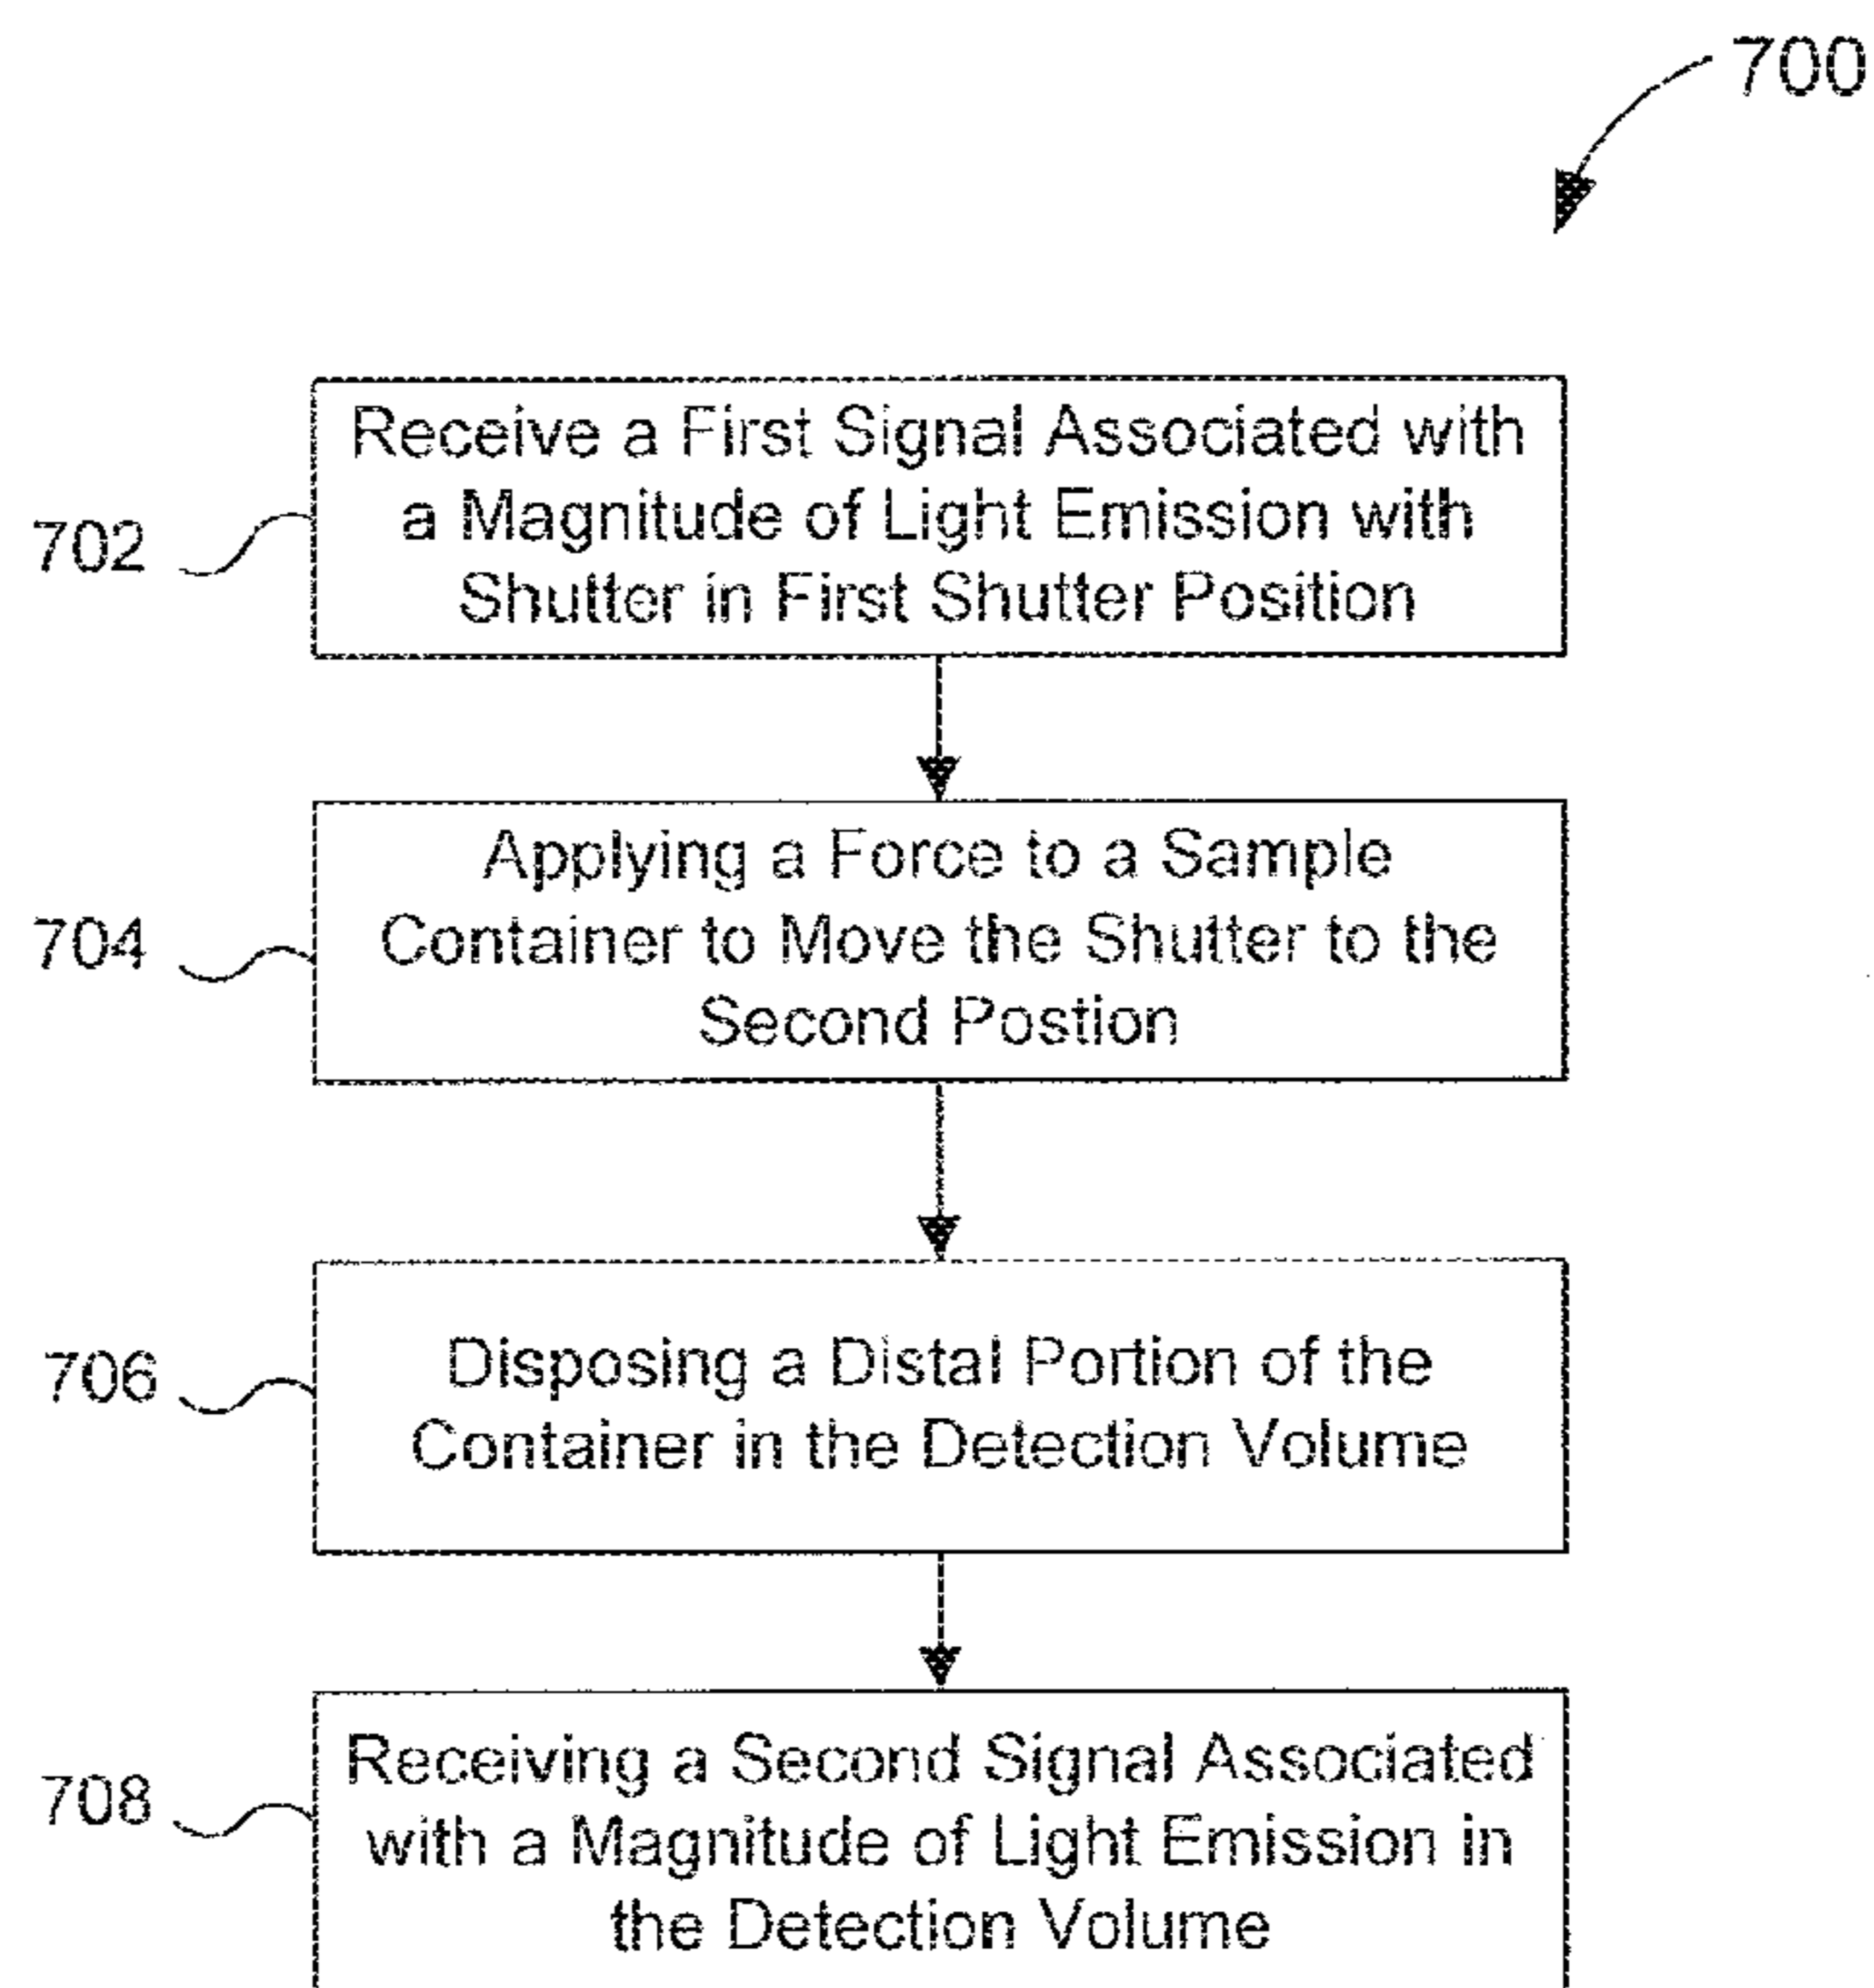 700
702
Receive a First Signal Associated with
a Magnitude of Light Emission with
Shutter in First Shutter Position
704
Applying a Force to a Sample
Container to Move the Shutter to the
Second Postion
706
Disposing a Distal Portion of the
Container in the Detection Volume
708
Receiving a Second Signal Associated
with a Magnitude of Light Emission in
the Detection Volume